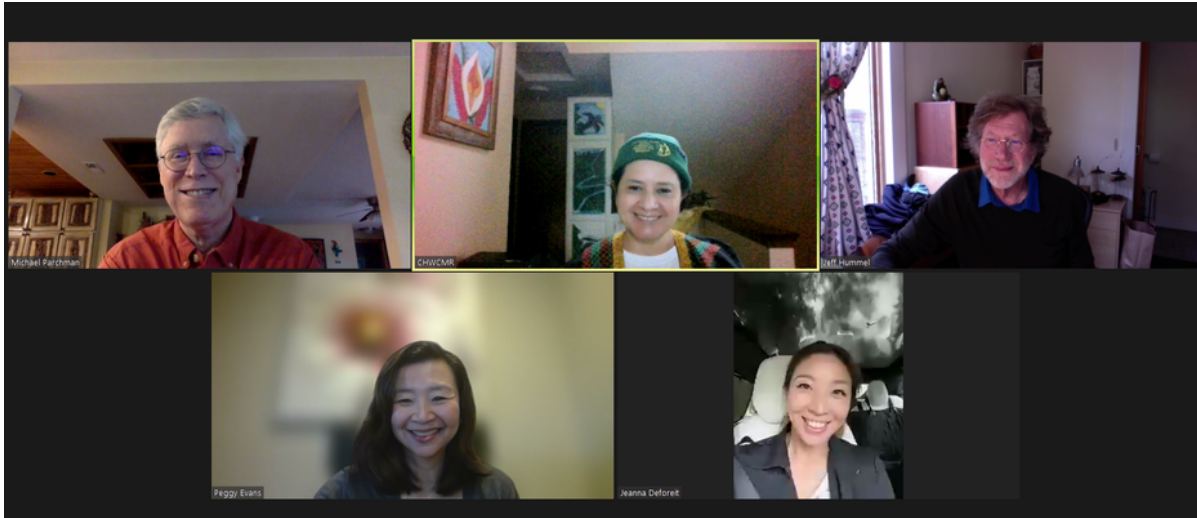 Michael Parchman
CHWCMR
Jeff Hummel
Peggy Evans
Jeanna Deforeit